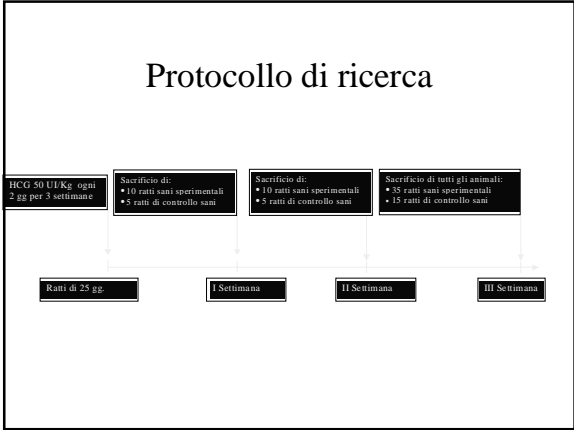 Protocollo di ricerca
HCG 50 UI/Kg ogni
2 gg per 3 settimane
Sacrificio di:
• 10 ratti sani sperimentali
• 5 ratti di controllo sani
Sacrificio di:
• 10 ratti sani sperimentali
• 5 ratti di controllo sani
Sacrificio di tutti gli animali:
• 35 ratti sani sperimentali
• 15 ratti di controllo sani
Ratti di 25 gg.
I Settimana
II Settimana
III Settimana